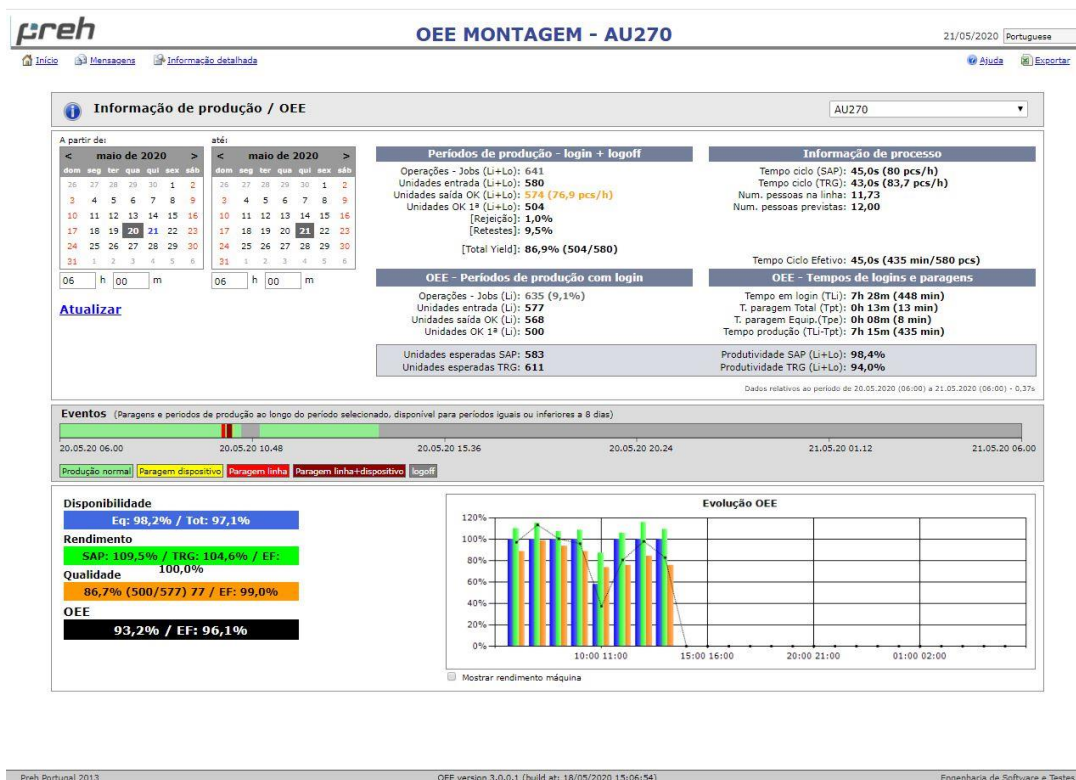 preh
OEE MONTAGEM - AU270
21/05/2020 Portuguese
Início Mensagens Informação detalhada
Ajuda Exportar
Informação de produção / OEE
AU270
A partir de:
< maio de 2020 >
dom seg ter qua qui sex sáb
26 27 28 29 30 1 2
3 4 5 6 7 8 9
10 11 12 13 14 15 16
17 18 19 20 21 22 23
24 25 26 27 28 29 30
31 1 2 3 4 5 6
06 h 00 m
até:
< maio de 2020 >
dom seg ter qua qui sex sáb
26 27 28 29 30 1 2
3 4 5 6 7 8 9
10 11 12 13 14 15 16
17 18 19 20 21 22 23
24 25 26 27 28 29 30
31 1 2 3 4 5 6
06 h 00 m
Atualizar
Períodos de produção - login + logoff
Operações - Jobs (Li+Lo): 641
Unidades entrada (Li+Lo): 580
Unidades saída OK (Li+Lo): 574 (76,9 pcs/h)
Unidades OK 1ª (Li+Lo): 504
[Rejeição]: 1,0%
[Retestes]: 9,5%
[Total Yield]: 86,9% (504/580)
Informação de processo
Tempo ciclo (SAP): 45,0s (80 pcs/h)
Tempo ciclo (TRG): 43,0s (83,7 pcs/h)
Num. pessoas na linha: 11,73
Num. pessoas previstas: 12,00
Tempo Ciclo Efetivo: 45,0s (435 min/580 pcs)
OEE - Períodos de produção com login
Operações - Jobs (Li): 635 (9,1%)
Unidades entrada (Li): 577
Unidades saída OK (Li): 568
Unidades OK 1ª (Li): 500
OEE - Tempos de logins e paragens
Tempo em login (TLi): 7h 28m (448 min)
T. paragem Total (Tpt): 0h 13m (13 min)
T. paragem Equip.(Tpe): 0h 08m (8 min)
Tempo produção (TLi-Tpt): 7h 15m (435 min)
Unidades esperadas SAP: 583
Unidades esperadas TRG: 611
Produtividade SAP (Li+Lo): 98,4%
Produtividade TRG (Li+Lo): 94,0%
Dados relativos ao periodo de 20.05.2020 (06:00) a 21.05.2020 (06:00) - 0,37s
Eventos (Paragens e periodos de produção ao longo do período selecionado, disponível para períodos iguais ou inferiores a 8 dias)
20.05.20 06.00 20.05.20 10.48 20.05.20 15.36 20.05.20 20.24 21.05.20 01.12 21.05.20 06.00
Produção normal Paragem dispositivo Paragem linha Paragem linha+dispositivo logoff
Disponibilidade
Eq: 98,2% / Tot: 97,1%
Rendimento
SAP: 109,5% / TRG: 104,6% / EF:
100,0%
Qualidade
86,7% (500/577) 77 / EF: 99,0%
OEE
93,2% / EF: 96,1%
Evolução OEE
120%
100%
80%
60%
40%
20%
0%
10:00 11:00 15:00 16:00 20:00 21:00 01:00 02:00
Mostrar rendimento máquina
Preh Portugal 2013
OEE version 3.0.0.1 (build at: 18/05/2020 15:06:54)
Engenharia de Software e Testes